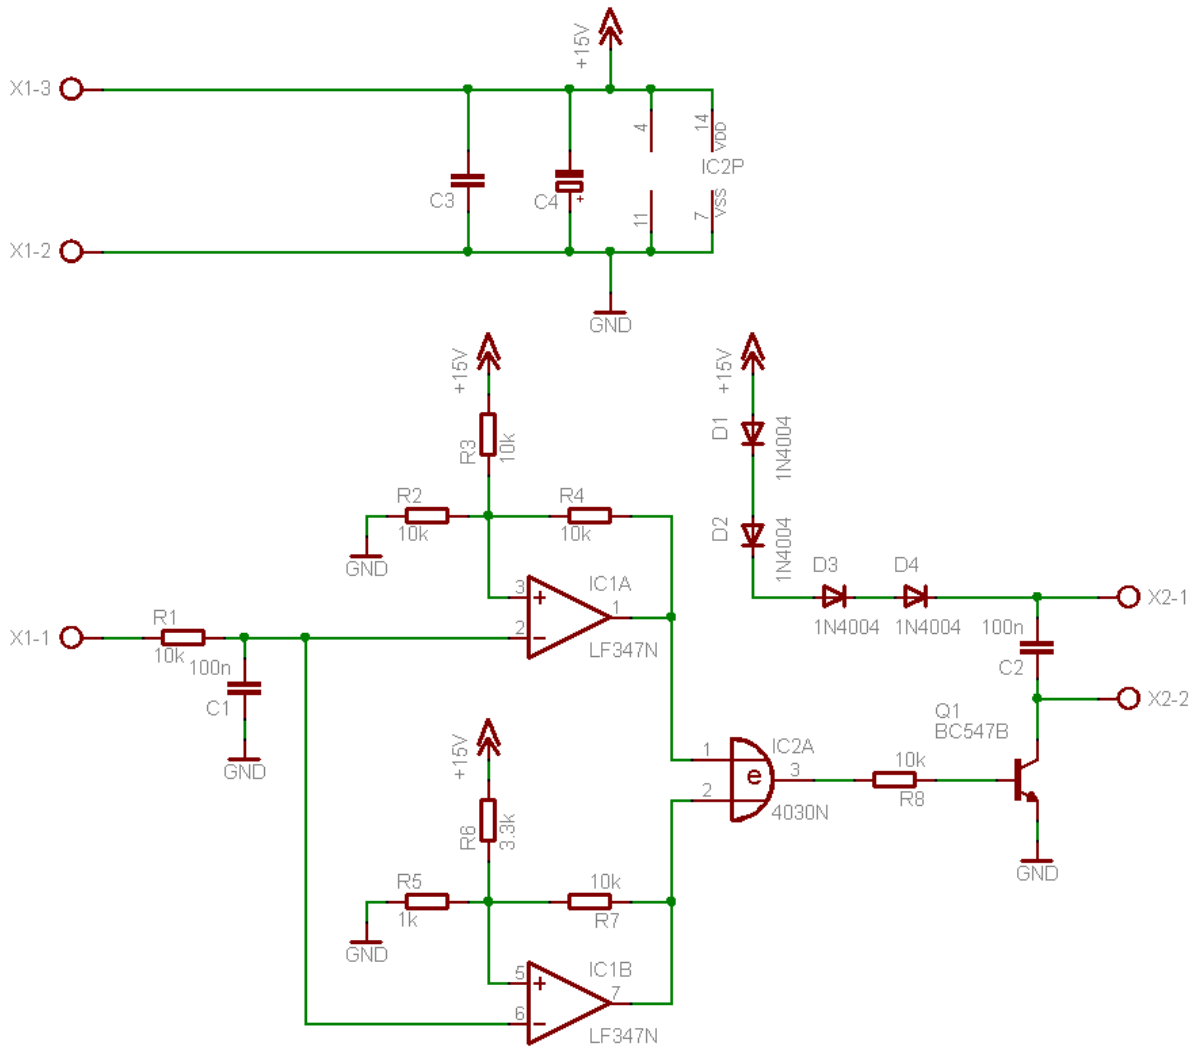 +15V
X1-3
4
14
VDD
IC2P
C3
C4
+
11
7
VSS
X1-2
GND
+15V
+15V
R3
10k
D1
1N4004
R2
10k
R4
10k
D2
1N4004
GND
3
+
IC1A
1
2
-
LF347N
D3
1N4004
D4
1N4004
X2-1
X1-1
R1
10k
100n
C1
GND
100n
C2
X2-2
+15V
R6
3.3k
1
IC2A
e
3
2
4030N
10k
R8
Q1
BC547B
GND
R5
1k
10k
R7
GND
5
+
IC1B
7
6
-
LF347N